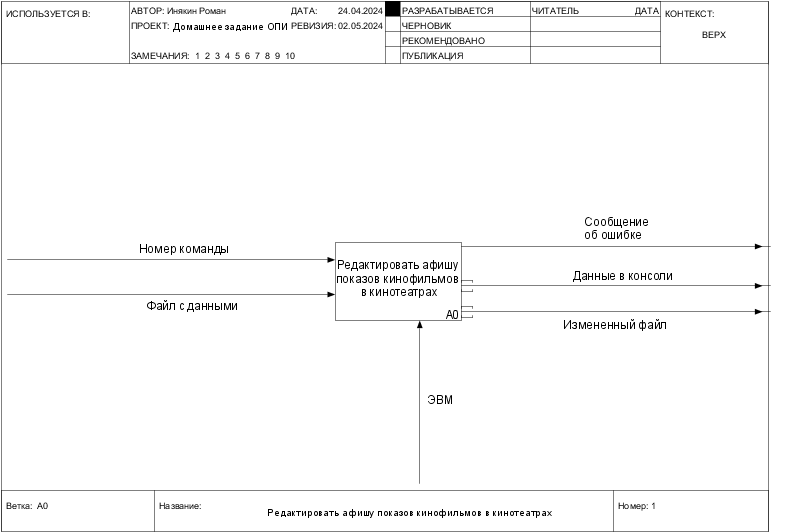 ИСПОЛЬЗУЕТСЯ В:
АВТОР: Инякин Роман ДАТА: 24.04.2024
ПРОЕКТ: Домашнее задание ОПИ РЕВИЗИЯ: 02.05.2024
ЗАМЕЧАНИЯ: 1 2 3 4 5 6 7 8 9 10
РАЗРАБАТЫВАЕТСЯ
ЧЕРНОВИК
РЕКОМЕНДОВАНО
ПУБЛИКАЦИЯ
ЧИТАТЕЛЬ ДАТА
КОНТЕКСТ:
ВЕРХ
Номер команды
Файл с данными
Редактировать афишу
показов кинофильмов
в кинотеатрах
A0
Сообщение
об ошибке
Данные в консоли
Измененный файл
ЭВМ
Ветка: A0
Название:
Редактировать афишу показов кинофильмов в кинотеатрах
Номер: 1